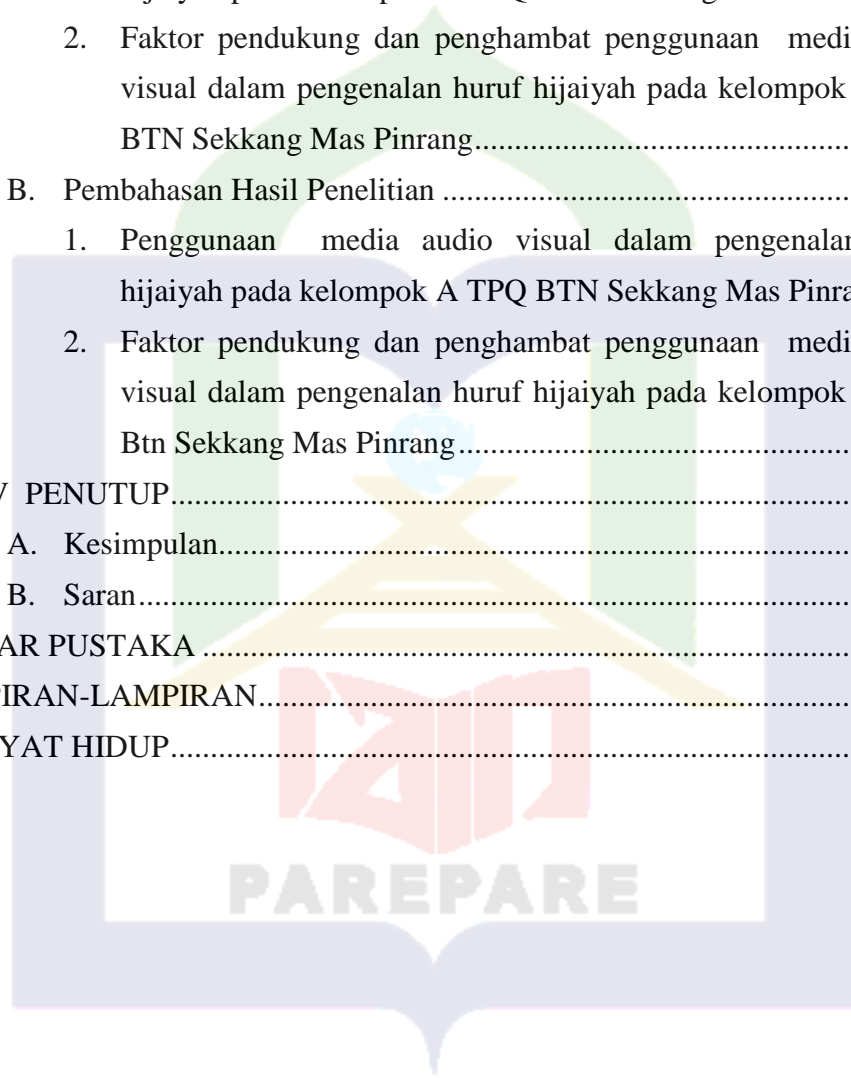 2. Faktor pendukung dan penghambat penggunaan medi
visual dalam pengenalan huruf hijaiyah pada kelompok
BTN Sekkang Mas Pinrang...............................................
B. Pembahasan Hasil Penelitian ...............................................
1. Penggunaan media audio visual dalam pengenalan
hijaiyah pada kelompok A TPQ BTN Sekkang Mas Pinra
2. Faktor pendukung dan penghambat penggunaan medi
visual dalam pengenalan huruf hijaiyah pada kelompok
Btn Sekkang Mas Pinrang...............................................
PENUTUP...............................................
A. Kesimpulan...............................................
B. Saran...............................................
AR PUSTAKA ...............................................
PIRAN-LAMPIRAN...............................................
YAT HIDUP...............................................
PAREPARE